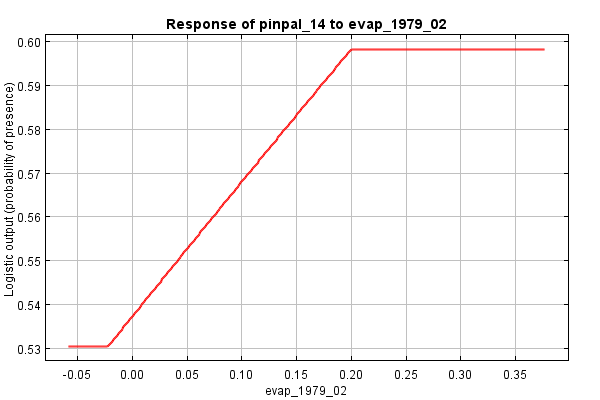 Response of pinpal_14 to evap_1979_02
Logistic output (probability of presence)
0.60
0.59
0.58
0.57
0.56
0.55
0.54
0.53
-0.05 0.00 0.05 0.10 0.15 0.20 0.25 0.30 0.35
evap_1979_02